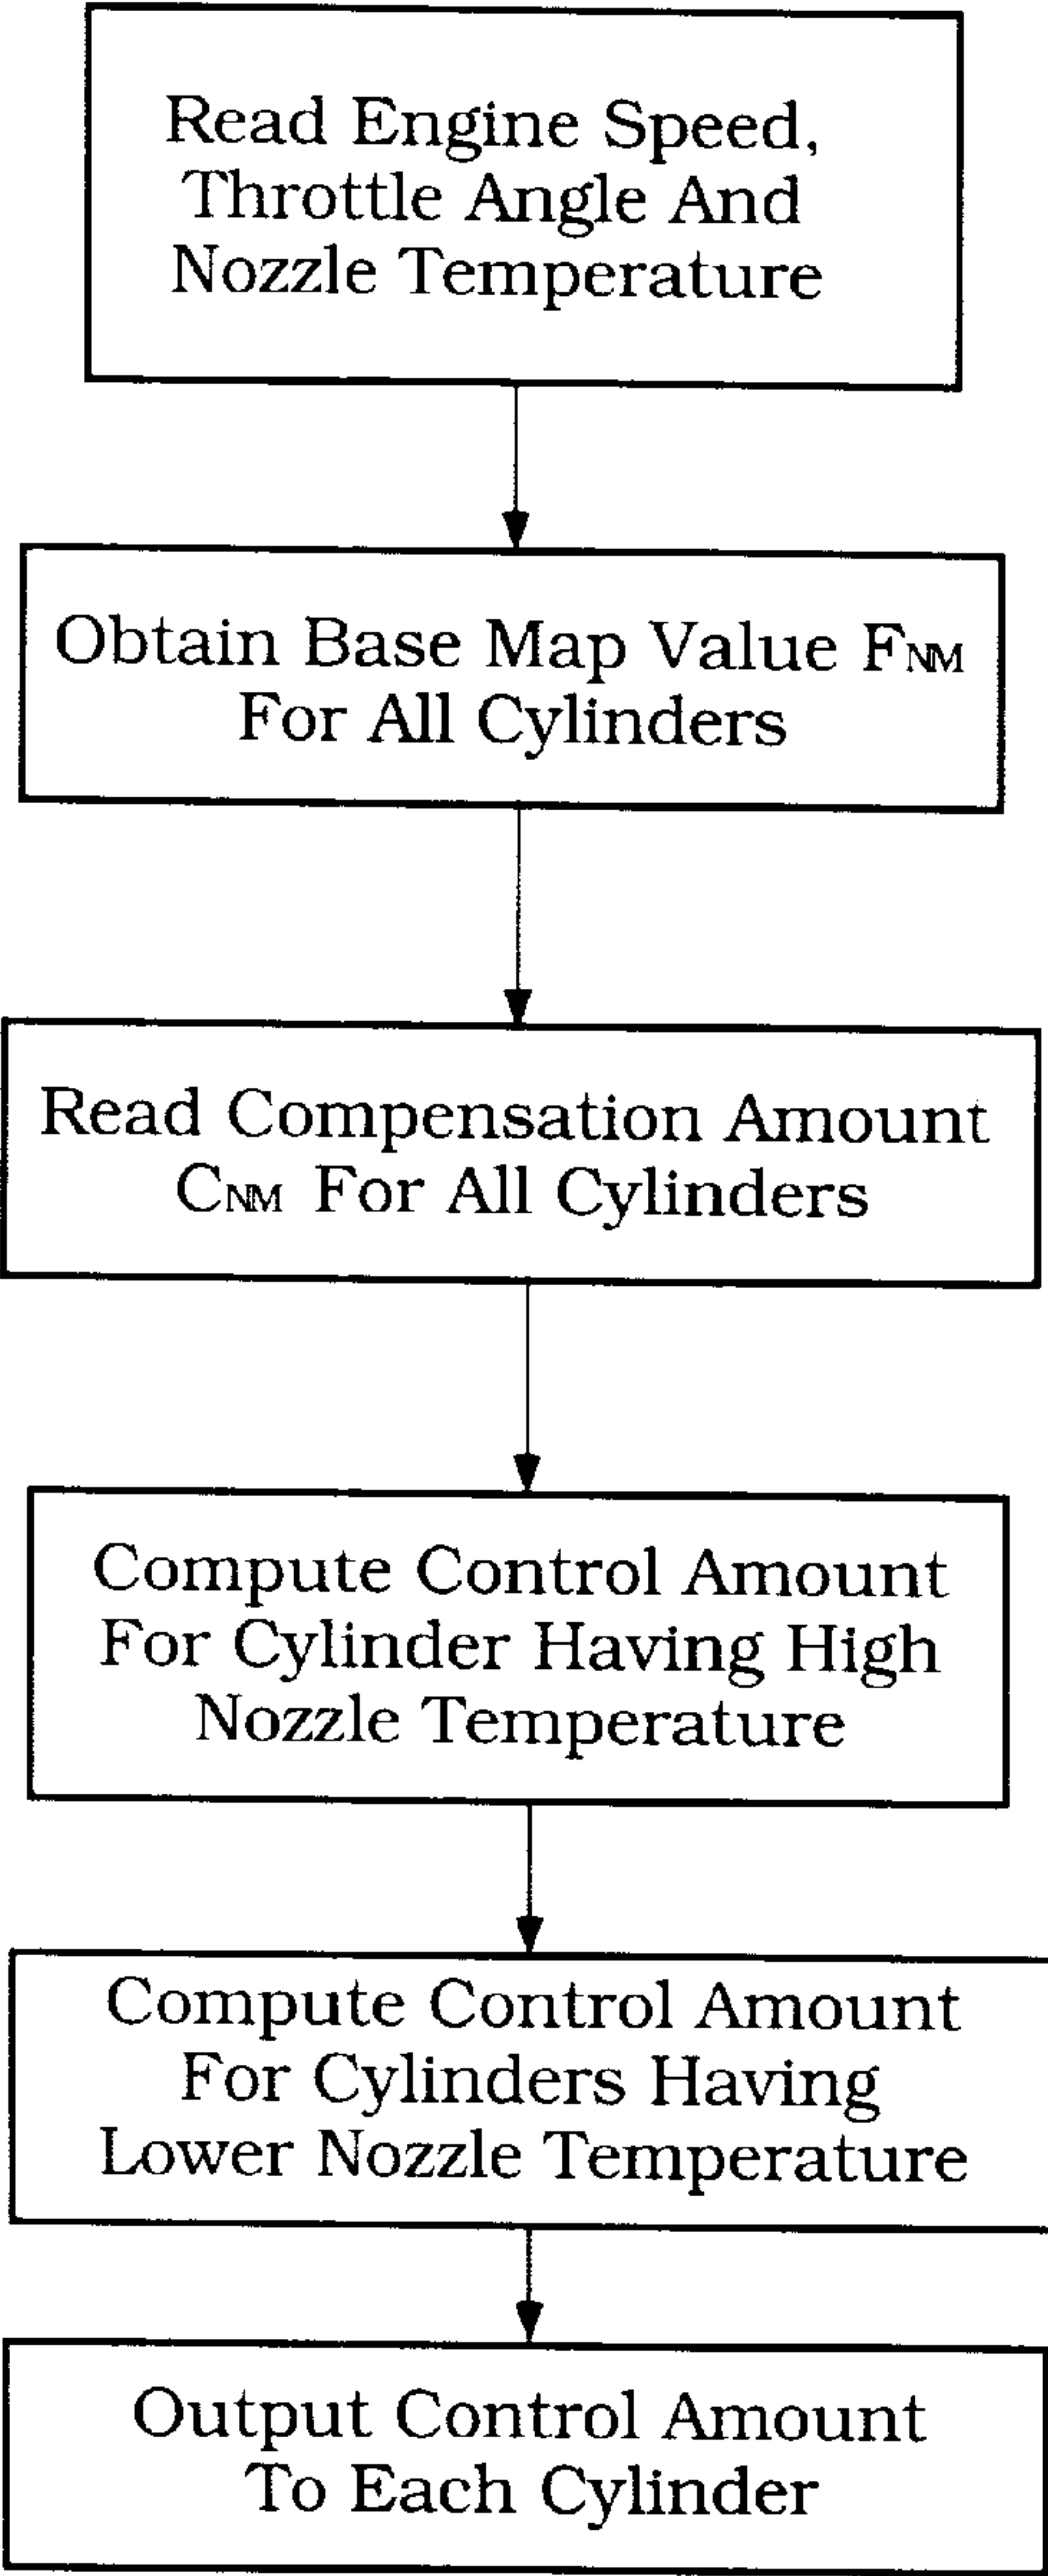 Read Engine Speed,
Throttle Angle And
Nozzle Temperature
Obtain Base Map Value FNM
For All Cylinders
Read Compensation Amount
CNM For All Cylinders
Compute Control Amount
For Cylinder Having High
Nozzle Temperature
Compute Control Amount
For Cylinders Having
Lower Nozzle Temperature
Output Control Amount
To Each Cylinder